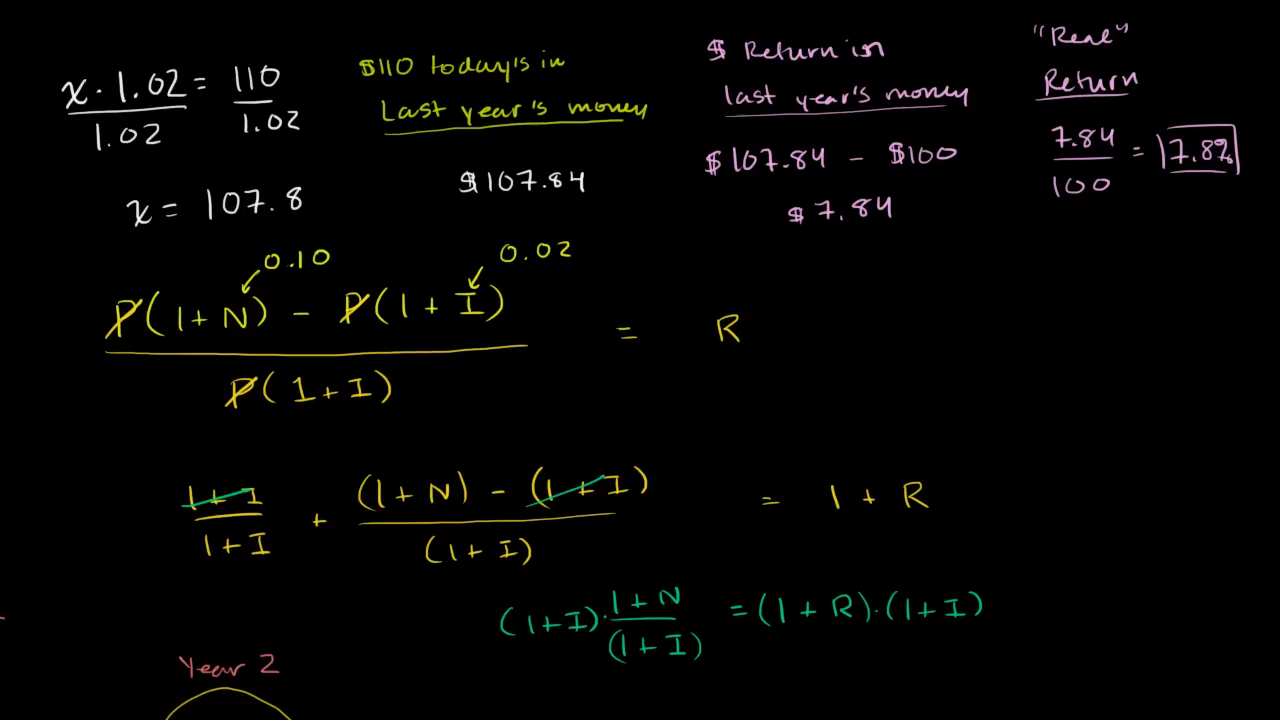 x · 1.02 = 110
1.02 1.02
x = 107.8
$110 today's in
Last year's money
$107.84
$ Return in
last year's money
$107.84 - $100
$ 7.84
"Real"
Return
7.84 = 7.8%
100
0.10 0.02
P(1+N) - P(1+I) = R
P(1+I)
1+I + (1+N) - (1+I) = 1 + R
1+I (1+I)
(1+I) · 1+N = (1+R)·(1+I)
(1+I)
Year 2